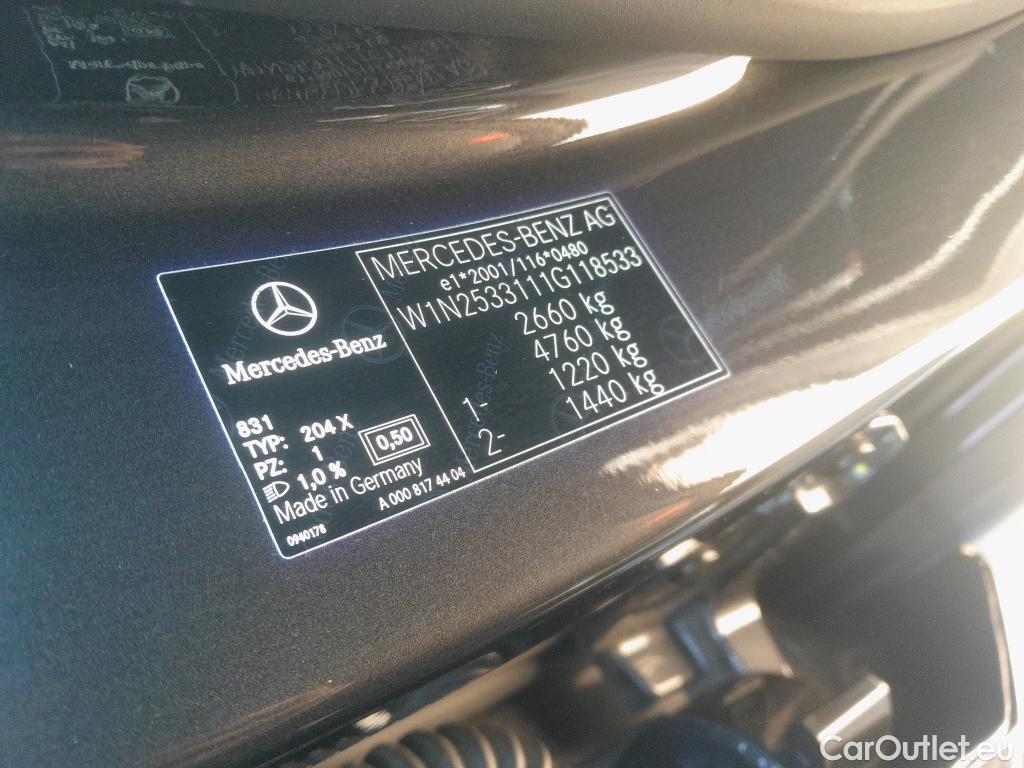 Mercedes-Benz
831
TYP: 204 X
PZ: 1
0,50
1,0 %
Made in Germany
0940178
A 000 817 44 04
MERCEDES-BENZ AG
e1*2001/116*0480
W1N2533111G118533
2660 kg
4760 kg
1- 1220 kg
2- 1440 kg
CarOutlet.eu